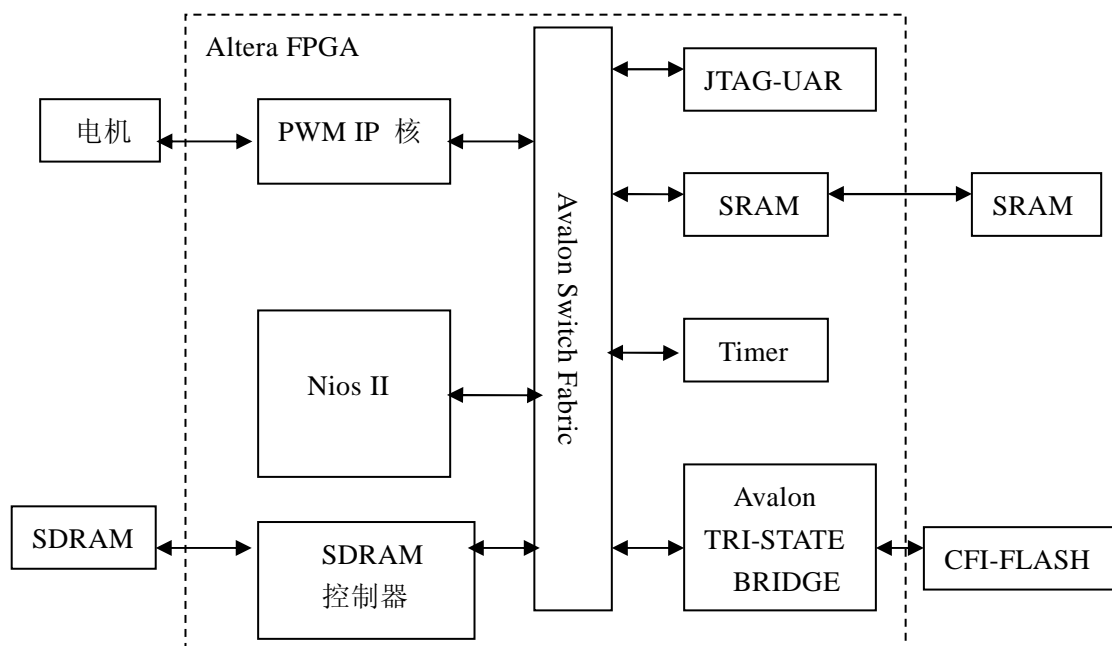 Altera FPGA
JTAG-UAR
电机
PWM IP 核
SRAM
SRAM
Avalon Switch Fabric
Timer
Nios II
Avalon
TRI-STATE
BRIDGE
SDRAM
SDRAM
控制器
CFI-FLASH